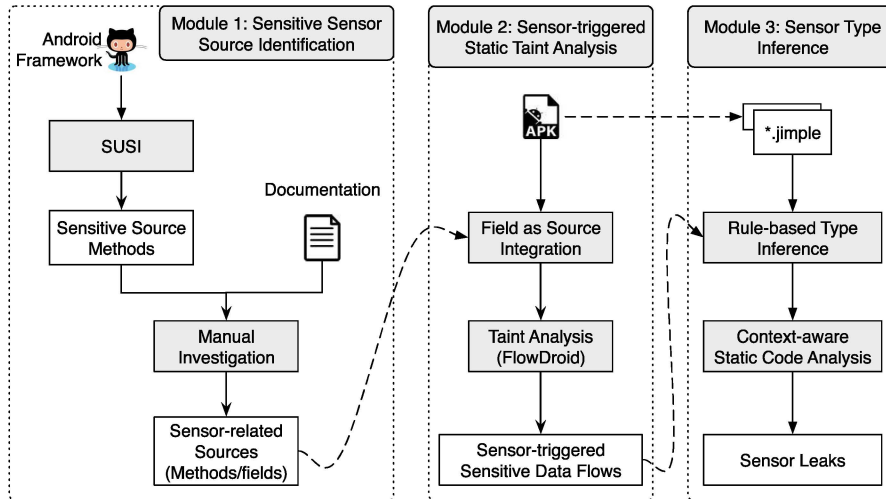 Module 1: Sensitive Sensor
Source Identification
Android
Framework
SUSI
Sensitive Source
Methods
Documentation
Manual
Investigation
Sensor-related
Sources
(Methods/fields)
Module 2: Sensor-triggered
Static Taint Analysis
APK
Field as Source
Integration
Taint Analysis
(FlowDroid)
Sensor-triggered
Sensitive Data Flows
Module 3: Sensor Type
Inference
*.jimple
Rule-based Type
Inference
Context-aware
Static Code Analysis
Sensor Leaks